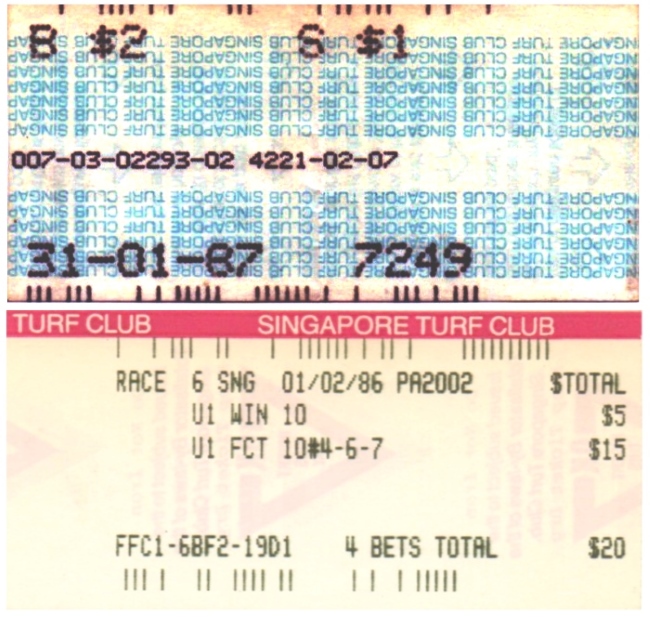 B $2 6 $1
007-03-02293-02 4221-02-07
31-01-87 7249
TURF CLUB SINGAPORE TURF CLUB
RACE 6 SNG 01/02/86 PA2002 $TOTAL
U1 WIN 10 $5
U1 FCT 10#4-6-7 $15
FFC1-6BF2-19D1 4 BETS TOTAL $20